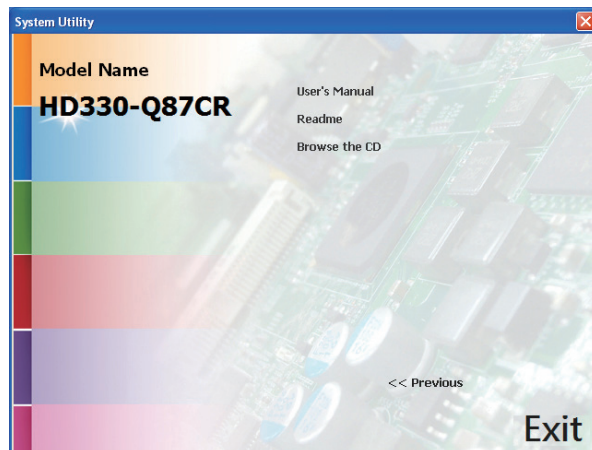 System Utility
Model Name
HD330-Q87CR
User's Manual
Readme
Browse the CD
<< Previous
Exit